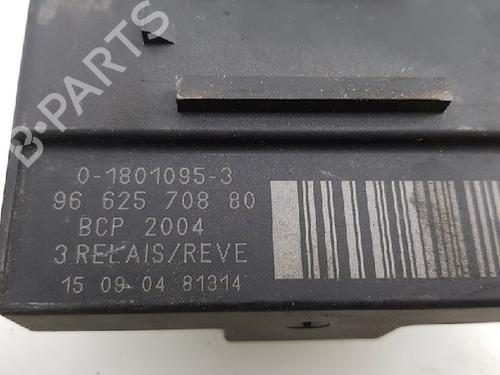 B-PARTS
0-1801095-3
96 625 708 80
BCP 2004
3 RELAIS/REVE
15 09 04 81314